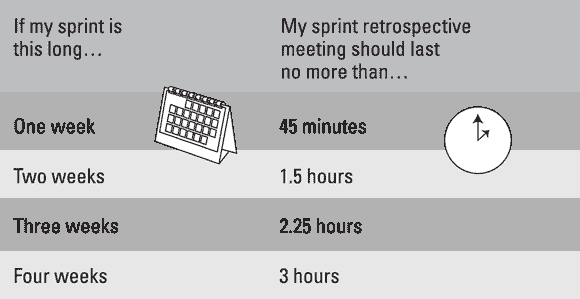 If my sprint is
this long…
My sprint retrospective
meeting should last
no more than…
One week
45 minutes
Two weeks
1.5 hours
Three weeks
2.25 hours
Four weeks
3 hours